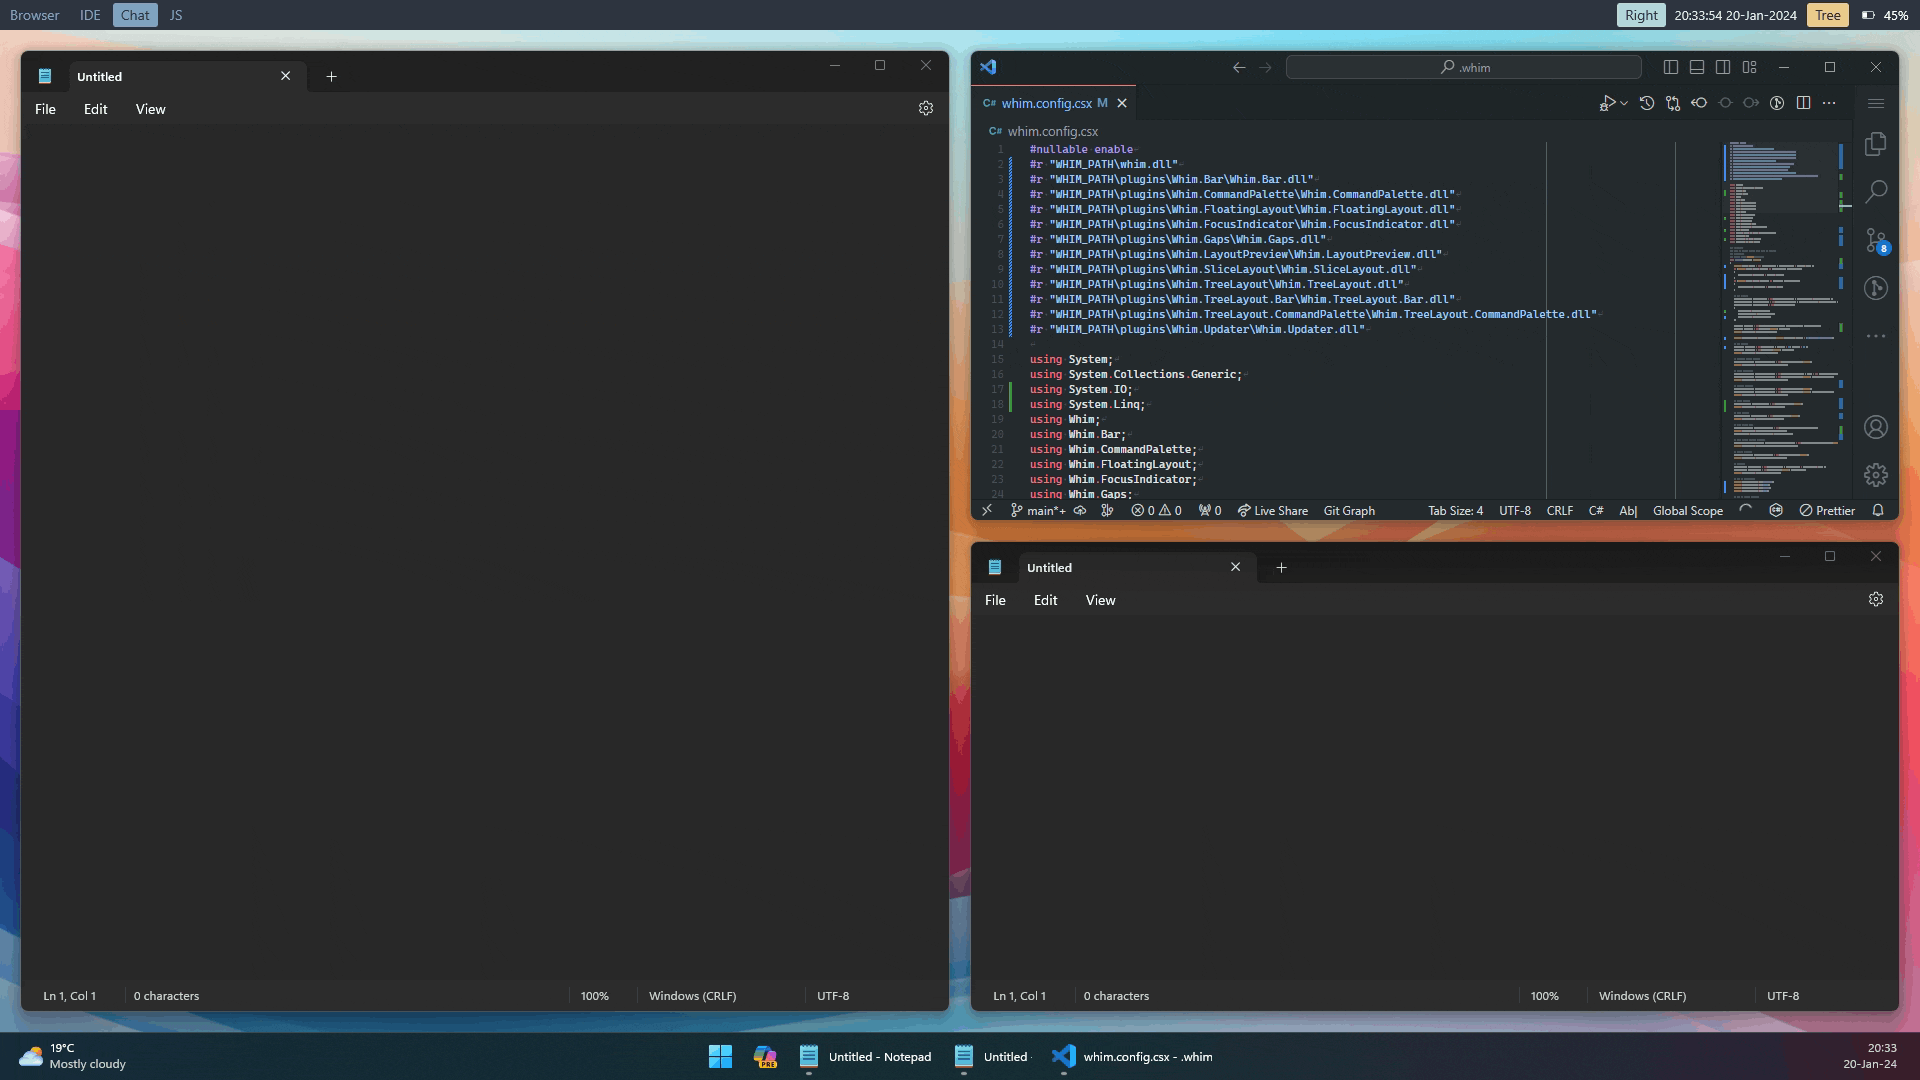 Browser IDE Chat JS
Right 20:33:54 20-Jan-2024 Tree 45%
Untitled
File Edit View
Ln 1, Col 1 0 characters 100% Windows (CRLF) UTF-8
.whim
C# whim.config.csx M
C# whim.config.csx
1 #nullable enable
2 #r "WHIM_PATH\whim.dll"
3 #r "WHIM_PATH\plugins\Whim.Bar\Whim.Bar.dll"
4 #r "WHIM_PATH\plugins\Whim.CommandPalette\Whim.CommandPalette.dll"
5 #r "WHIM_PATH\plugins\Whim.FloatingLayout\Whim.FloatingLayout.dll"
6 #r "WHIM_PATH\plugins\Whim.FocusIndicator\Whim.FocusIndicator.dll"
7 #r "WHIM_PATH\plugins\Whim.Gaps\Whim.Gaps.dll"
8 #r "WHIM_PATH\plugins\Whim.LayoutPreview\Whim.LayoutPreview.dll"
9 #r "WHIM_PATH\plugins\Whim.SliceLayout\Whim.SliceLayout.dll"
10 #r "WHIM_PATH\plugins\Whim.TreeLayout\Whim.TreeLayout.dll"
11 #r "WHIM_PATH\plugins\Whim.TreeLayout.Bar\Whim.TreeLayout.Bar.dll"
12 #r "WHIM_PATH\plugins\Whim.TreeLayout.CommandPalette\Whim.TreeLayout.CommandPalette.dll"
13 #r "WHIM_PATH\plugins\Whim.Updater\Whim.Updater.dll"
14
15 using System;
16 using System.Collections.Generic;
17 using System.IO;
18 using System.Linq;
19 using Whim;
20 using Whim.Bar;
21 using Whim.CommandPalette;
22 using Whim.FloatingLayout;
23 using Whim.FocusIndicator;
24 using Whim.Gaps;
8
main*+ 0 0 0 Live Share Git Graph Tab Size: 4 UTF-8 CRLF C# Ab| Global Scope Prettier
Untitled
File Edit View
Ln 1, Col 1 0 characters 100% Windows (CRLF) UTF-8
19°C
Mostly cloudy
PRE
Untitled - Notepad Untitled whim.config.csx - .whim
20:33
20-Jan-24